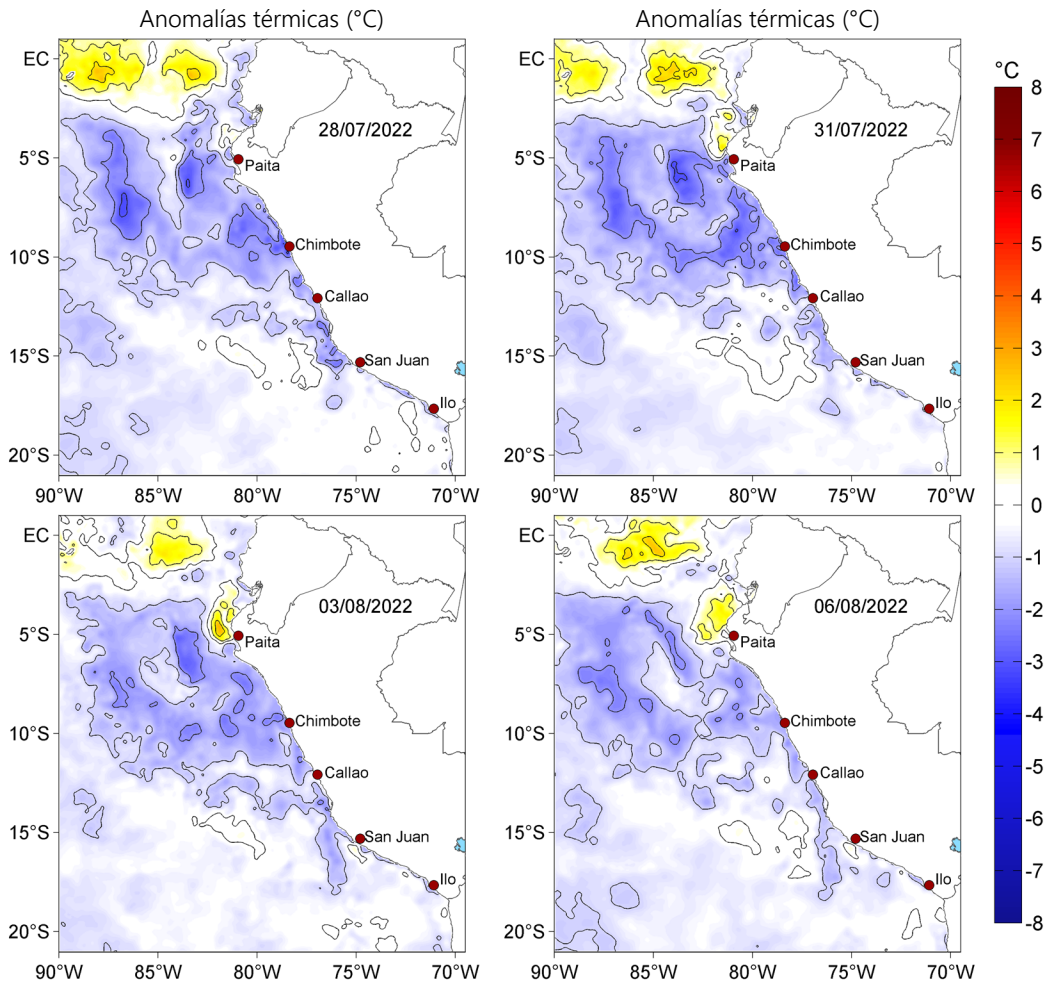 Anomalías térmicas (°C)
Anomalías térmicas (°C)
EC
5°S
10°S
15°S
20°S
28/07/2022
Paita
Chimbote
Callao
San Juan
Ilo
90°W
85°W
80°W
75°W
70°W
EC
5°S
10°S
15°S
20°S
31/07/2022
Paita
Chimbote
Callao
San Juan
Ilo
90°W
85°W
80°W
75°W
70°W
EC
5°S
10°S
15°S
20°S
03/08/2022
Paita
Chimbote
Callao
San Juan
Ilo
90°W
85°W
80°W
75°W
70°W
EC
5°S
10°S
15°S
20°S
06/08/2022
Paita
Chimbote
Callao
San Juan
Ilo
90°W
85°W
80°W
75°W
70°W
°C
8
7
6
5
4
3
2
1
0
-1
-2
-3
-4
-5
-6
-7
-8